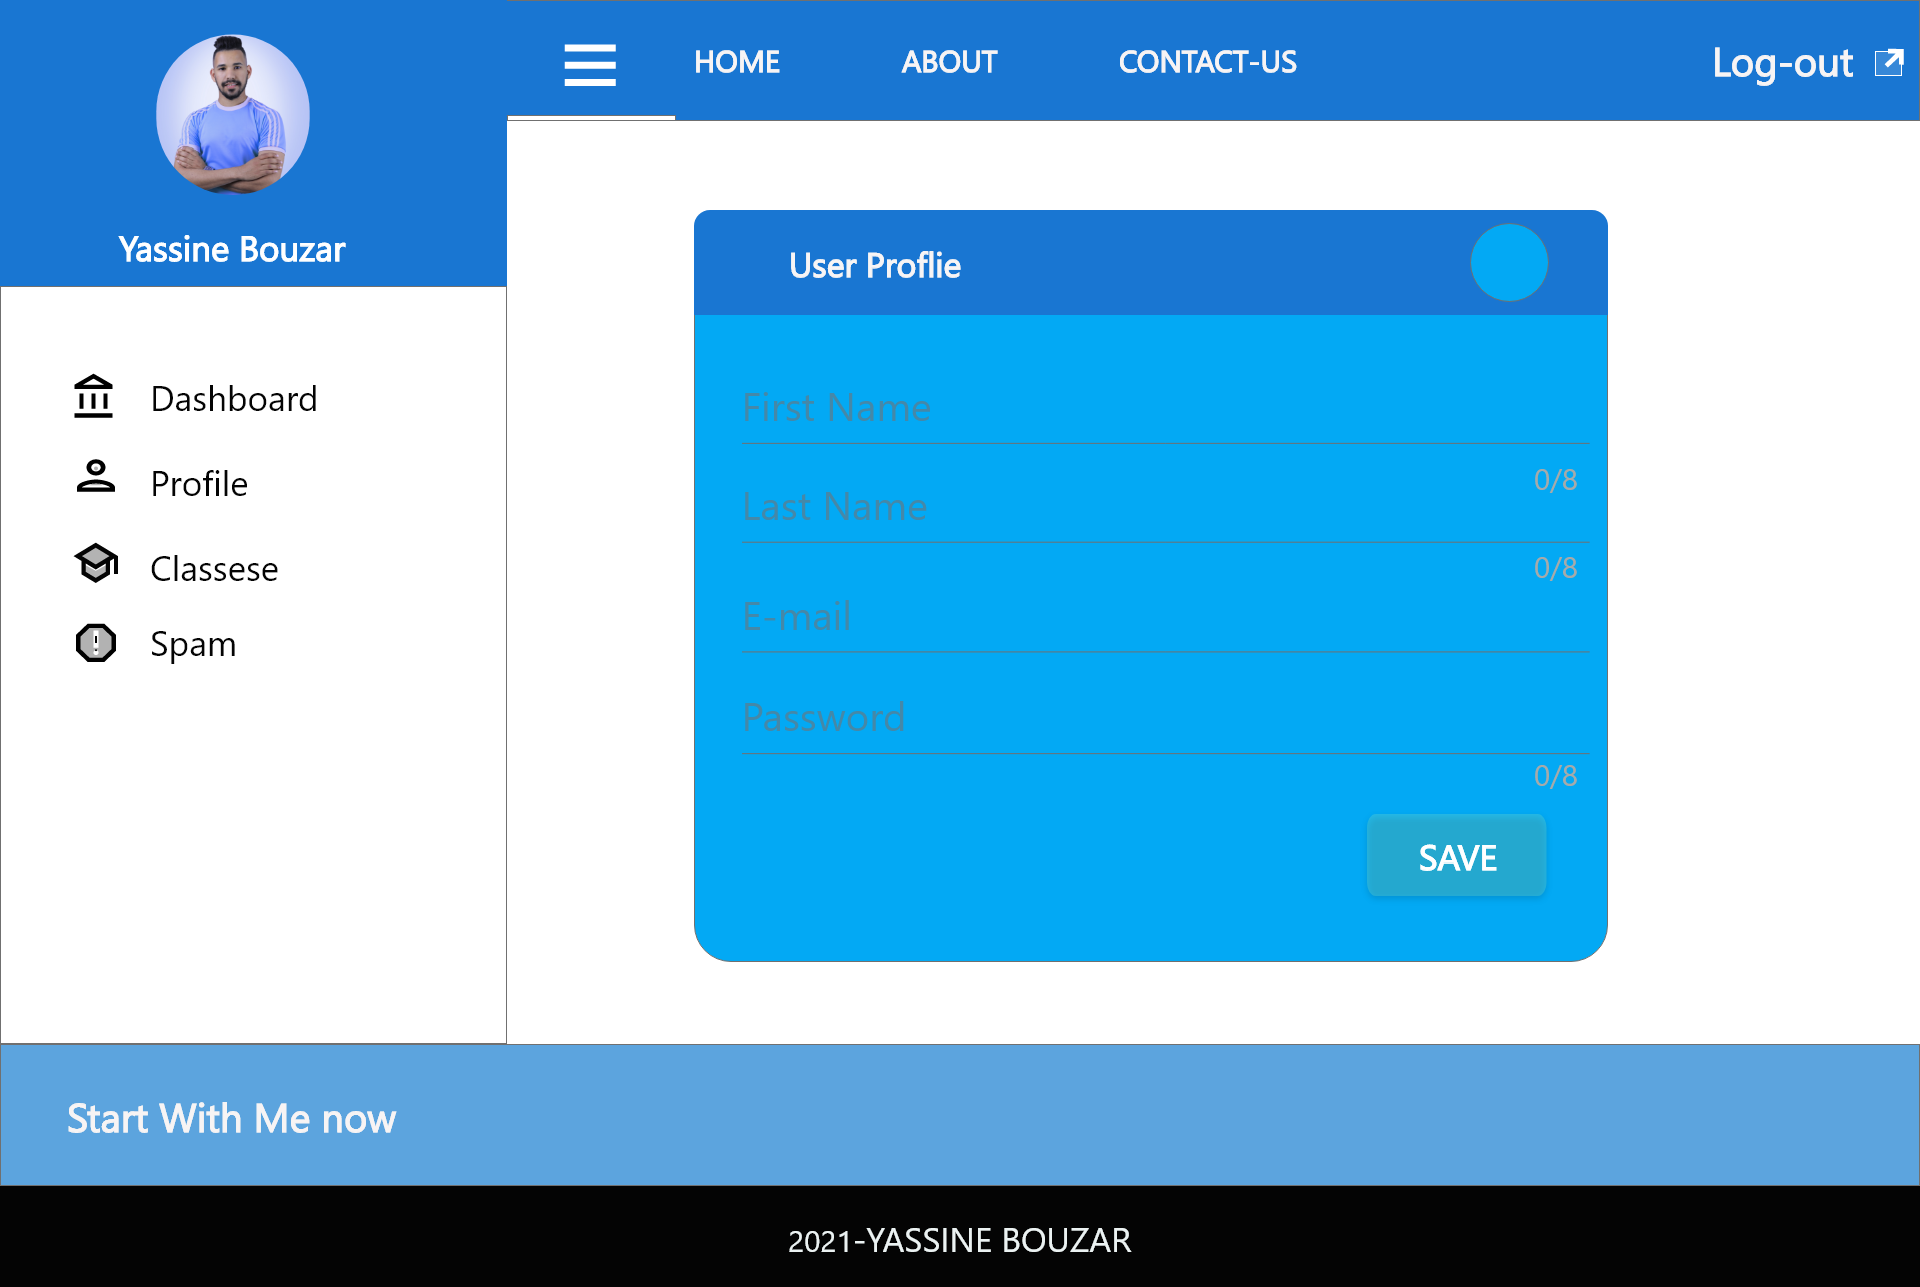 HOME
ABOUT
CONTACT-US
Log-out
Yassine Bouzar
Dashboard
Profile
Classese
Spam
User Proflie
First Name
0/8
Last Name
0/8
E-mail
Password
0/8
SAVE
Start With Me now
2021-YASSINE BOUZAR